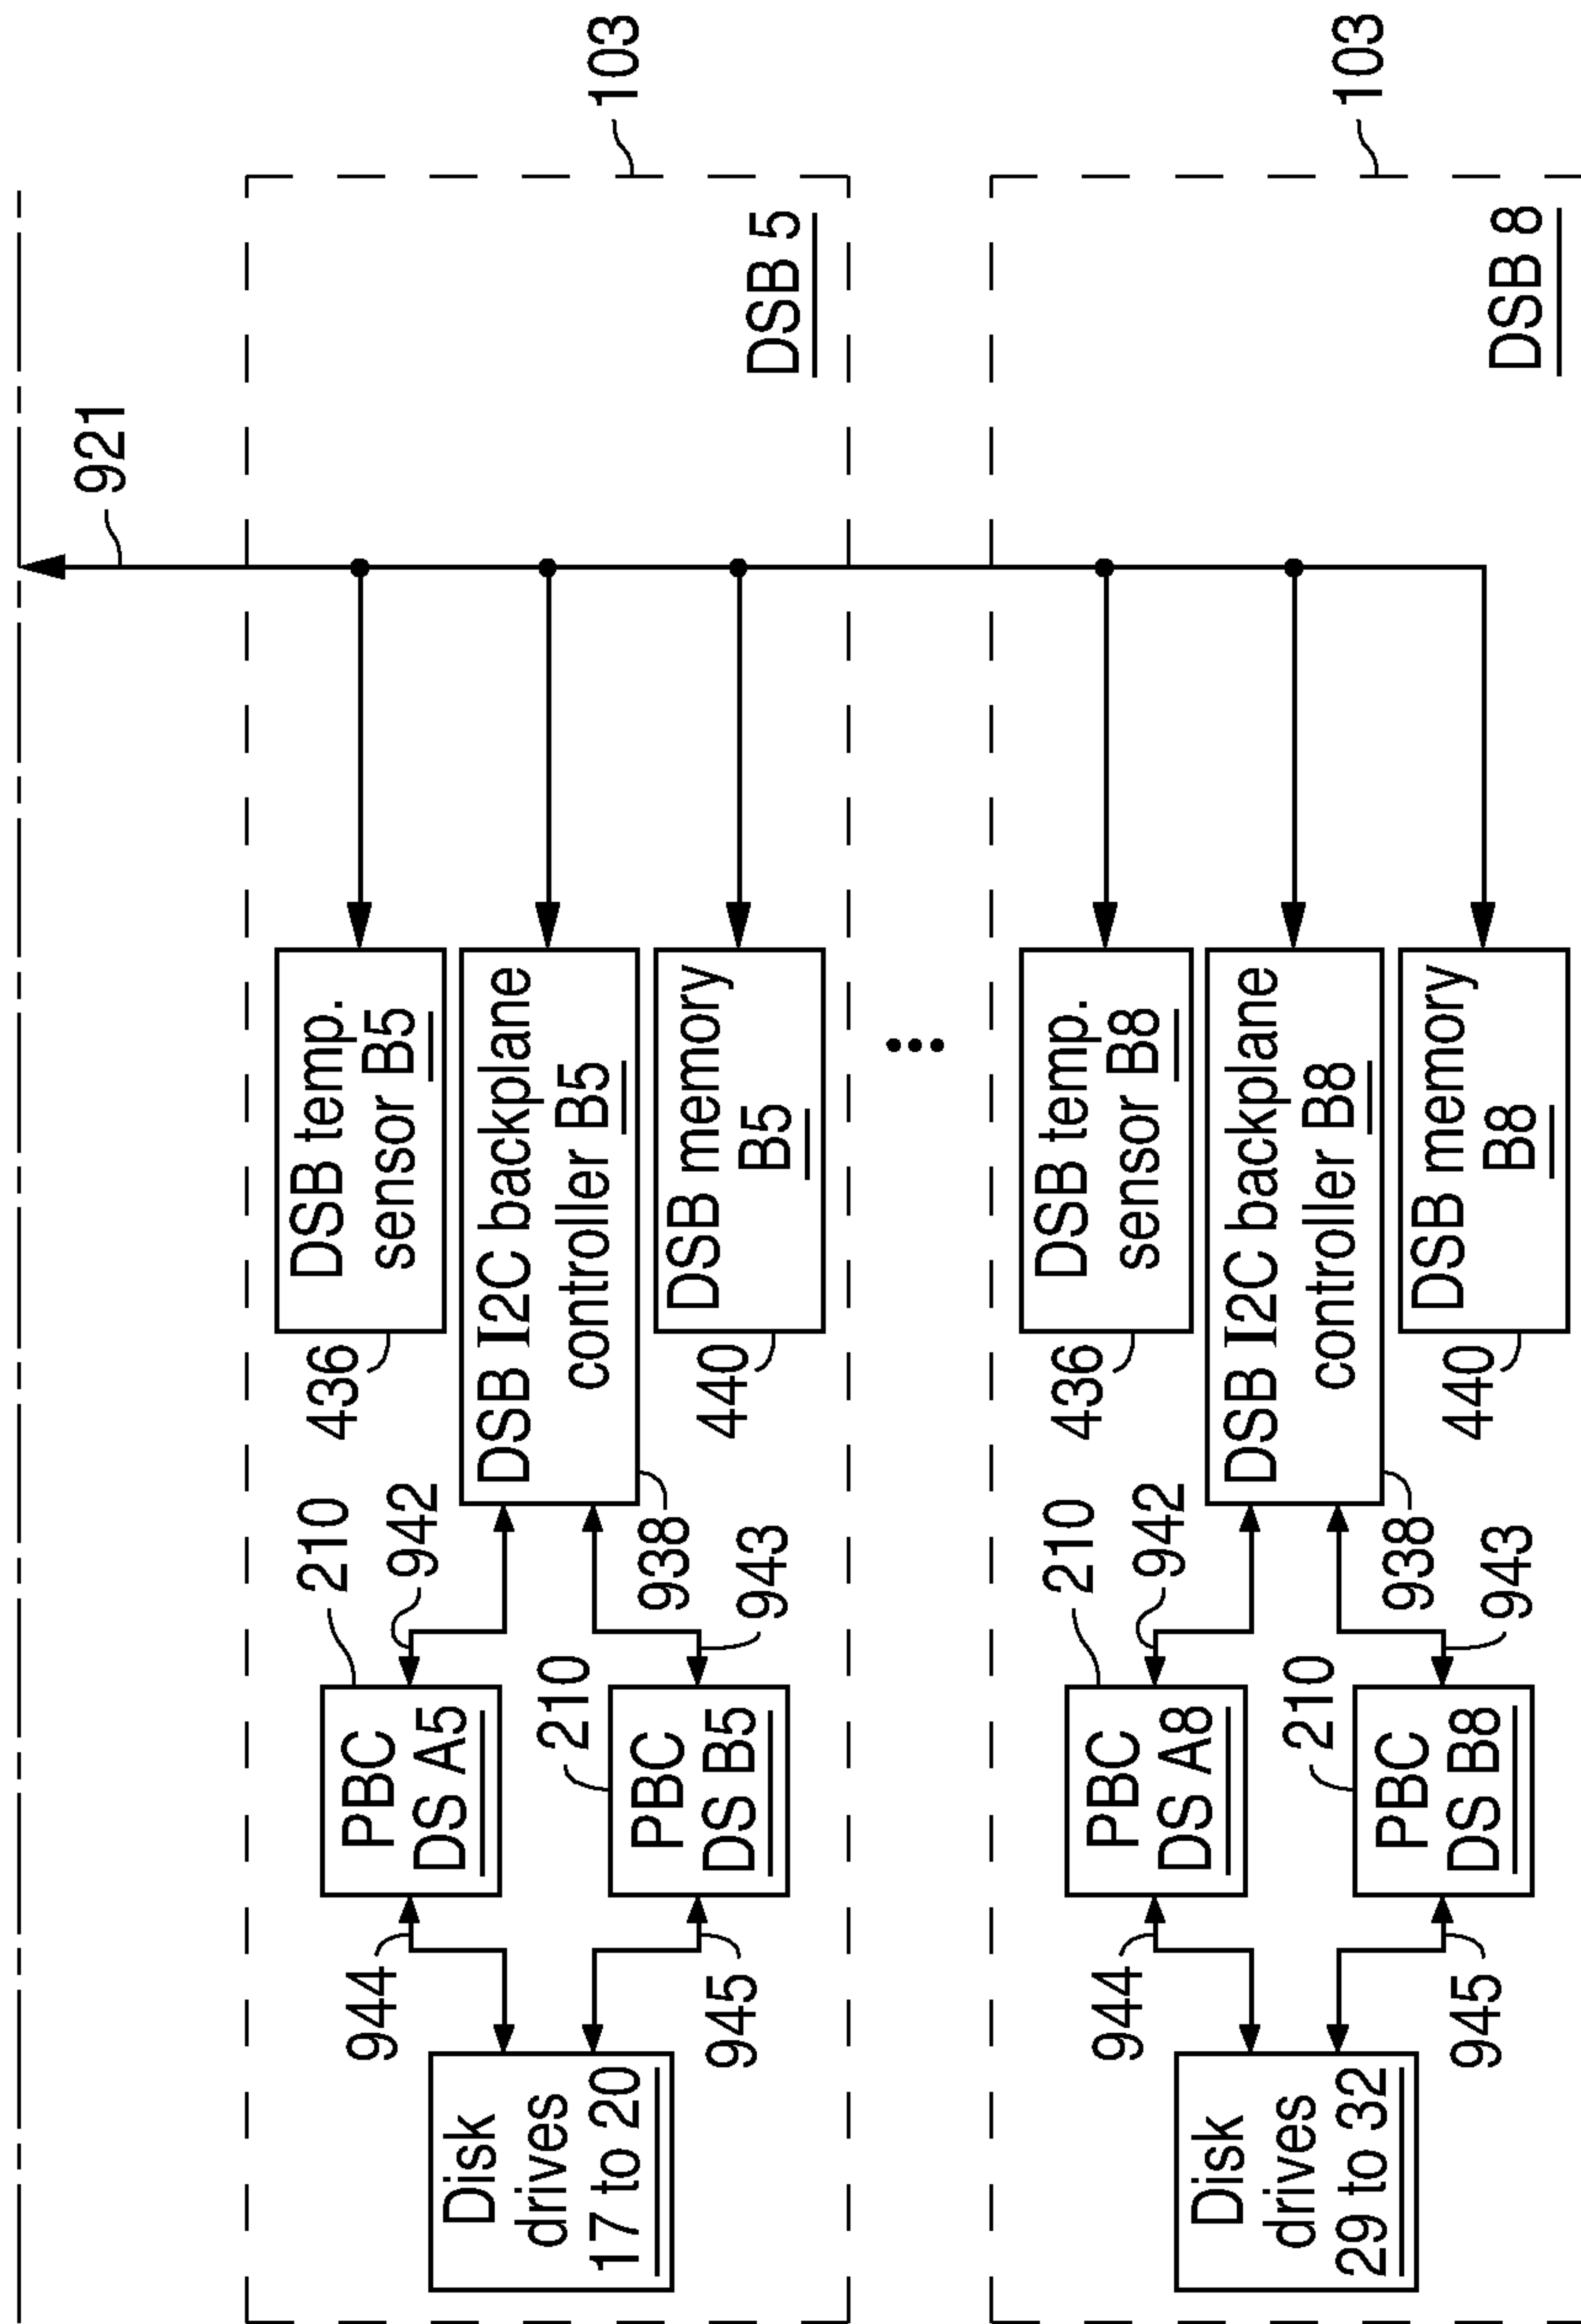 921
103
DSB 5
436
DSB temp.
sensor B5
210
942
PBC
DS A5
944
DSB I2C backplane
controller B5
938
Disk
drives
17 to 20
210
PBC
DS B5
943
945
440
DSB memory
B5
...
103
DSB 8
436
DSB temp.
sensor B8
210
942
PBC
DS A8
944
DSB I2C backplane
controller B8
938
Disk
drives
29 to 32
210
PBC
DS B8
943
945
440
DSB memory
B8